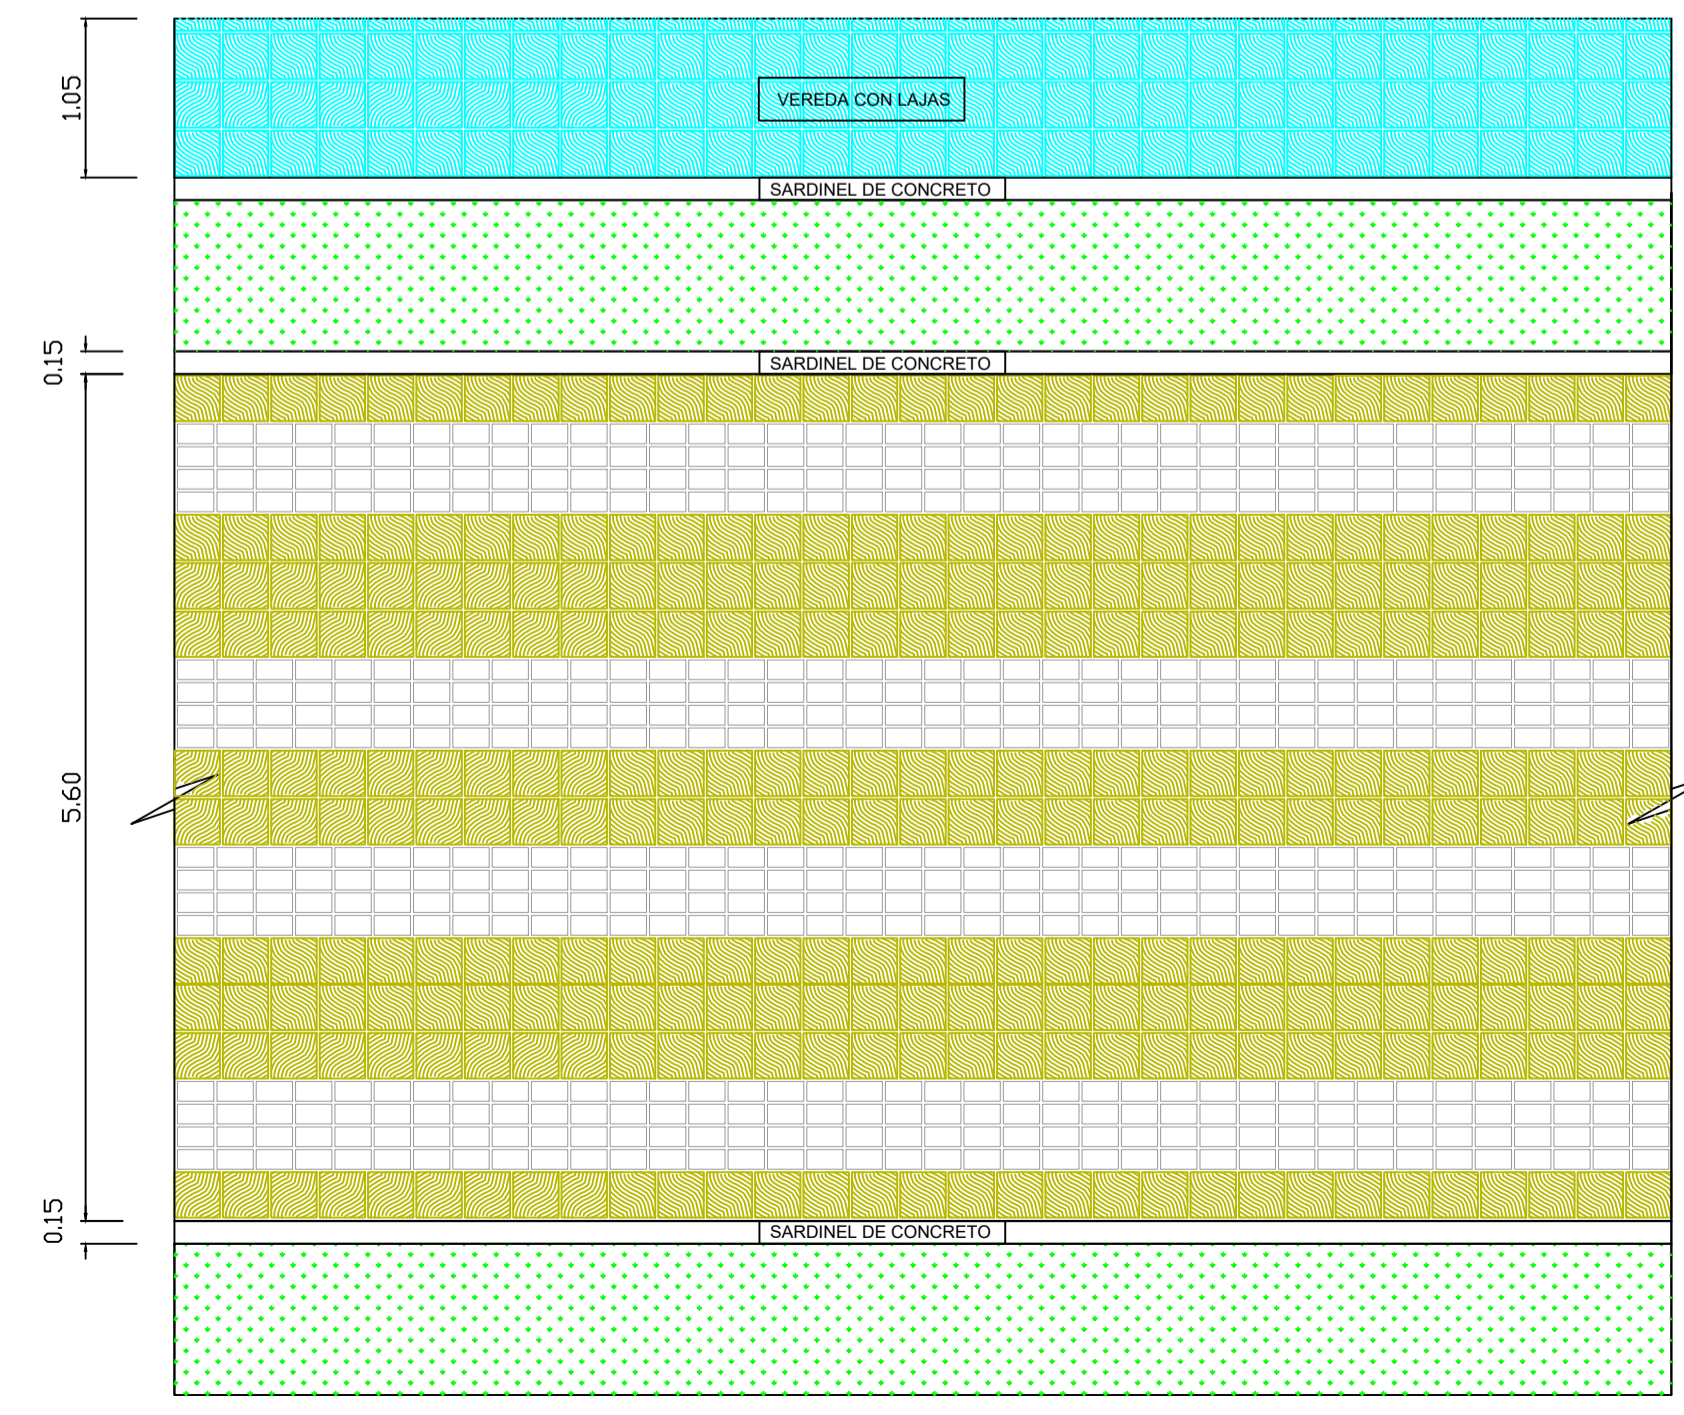 1.05
VEREDA CON LAJAS
SARDINEL DE CONCRETO
0.15
SARDINEL DE CONCRETO
5.60
0.15
SARDINEL DE CONCRETO